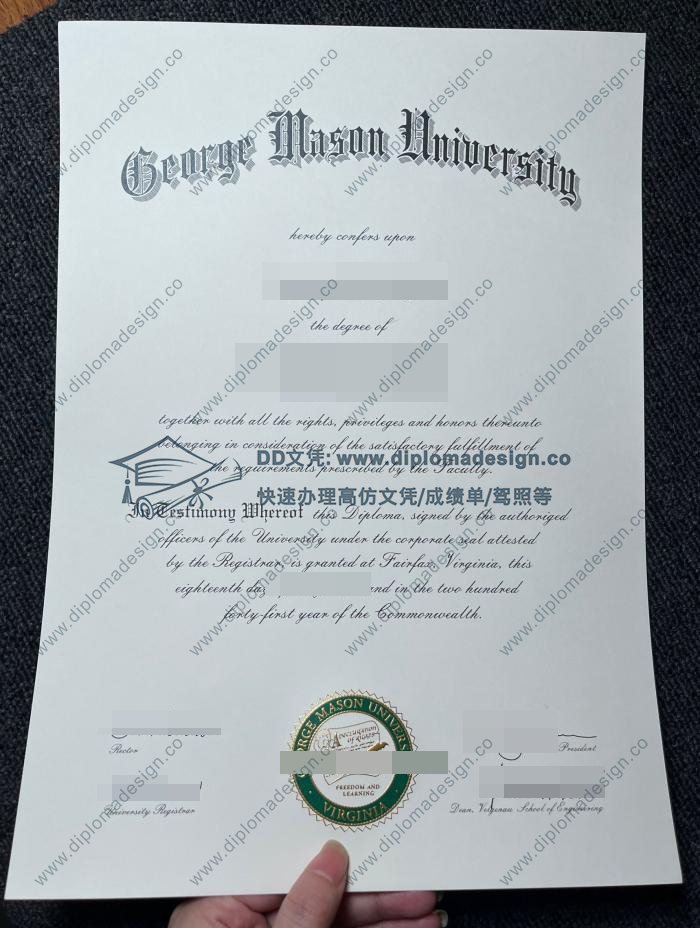 George Mason University
hereby confers upon
the degree of
together with all the rights, privileges and honors thereunto
belonging in consideration of the satisfactory fulfillment of
the requirements prescribed by the Faculty.
DD文凭: www.diplomadesign.co
快速办理高仿文凭/成绩单/驾照等
In Testimony Whereof this Diploma, signed by the authorized
officers of the University under the corporate seal attested
by the Registrar, is granted at Fairfax, Virginia, this
eighteenth day and in the two hundred
forty-first year of the Commonwealth.
GEORGE MASON UNIVERSITY
DECLARATION
OF RIGHTS
FREEDOM AND
LEARNING
VIRGINIA
Rector
President
University Registrar
Dean, Volgenau School of Engineering
www.diplomadesign.co